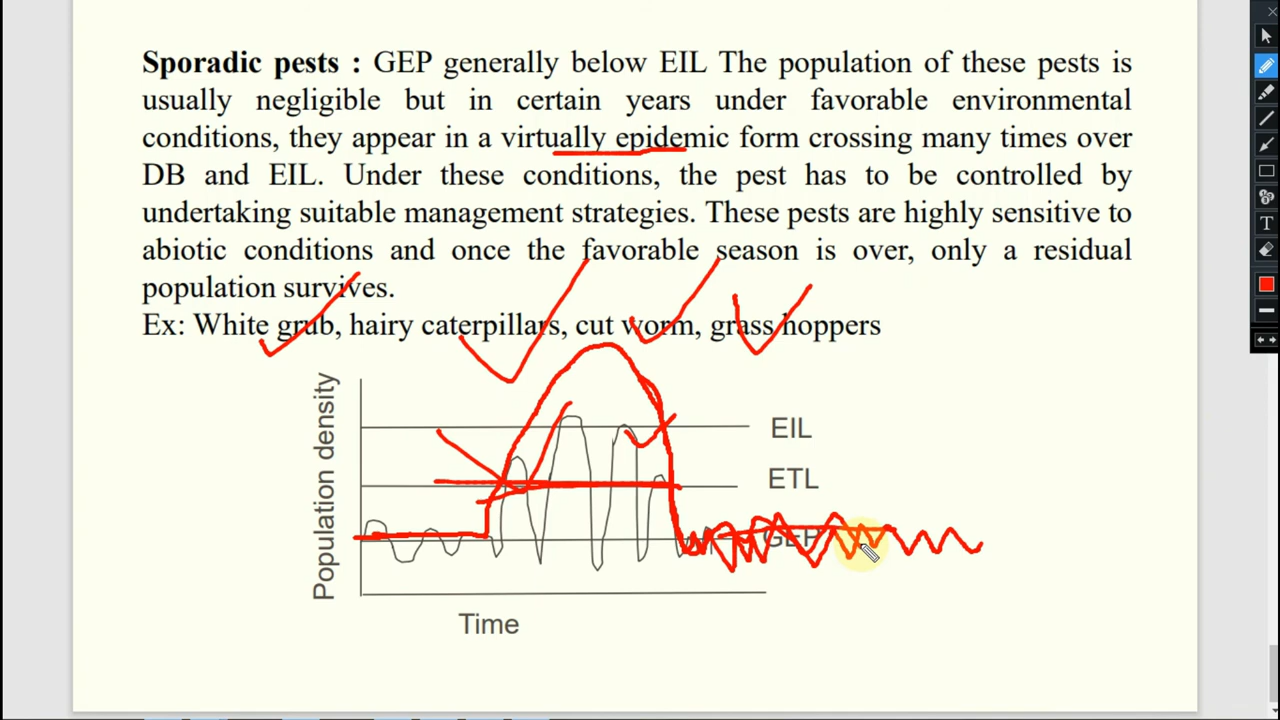 Sporadic pests : GEP generally below EIL The population of these pests is
usually negligible but in certain years under favorable environmental
conditions, they appear in a virtually epidemic form crossing many times over
DB and EIL. Under these conditions, the pest has to be controlled by
undertaking suitable management strategies. These pests are highly sensitive to
abiotic conditions and once the favorable season is over, only a residual
population survives.
Ex: White grub, hairy caterpillars, cut worm, grass hoppers
Population density
EIL
ETL
GEP
Time
T